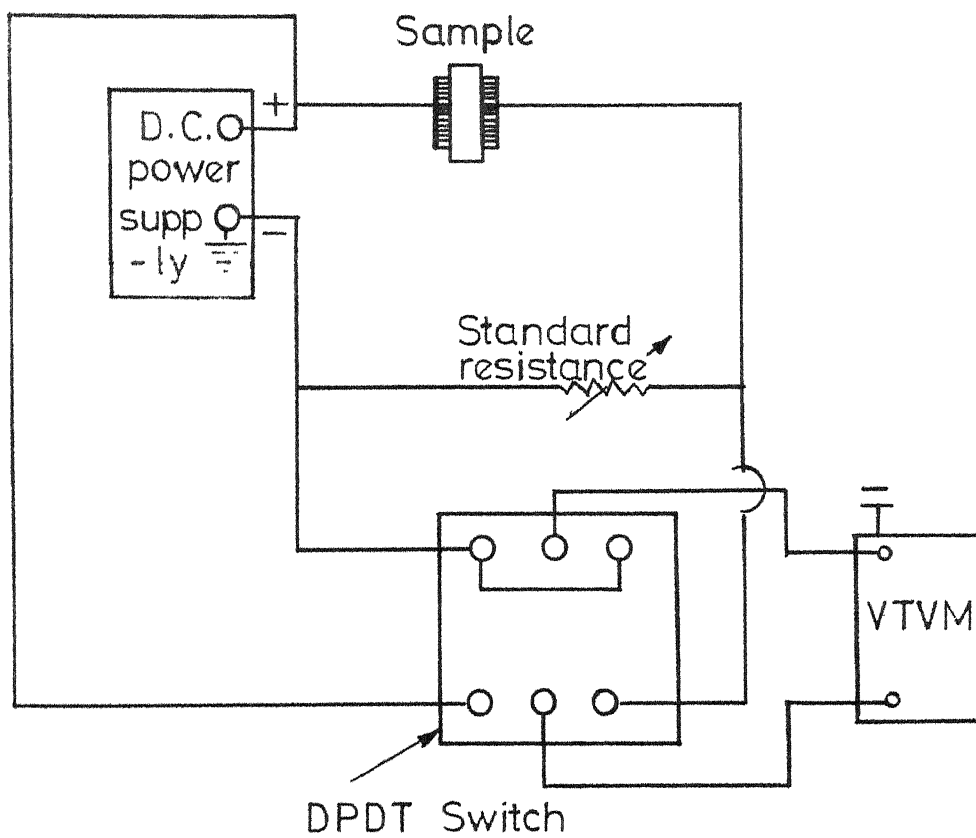 Sample
+
D.C.
power
supp
-ly
−
Standard
resistance
VTVM
DPDT Switch